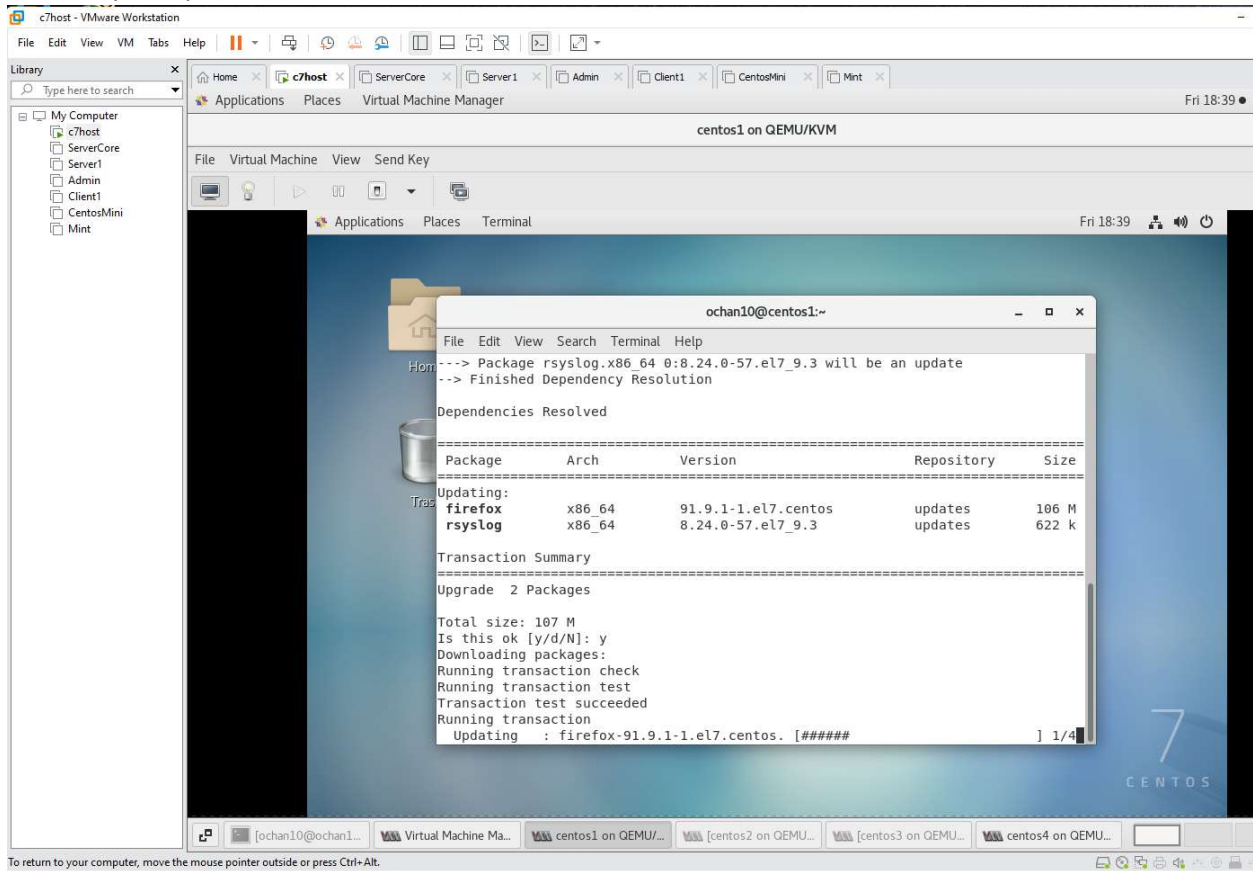 c7host - VMware Workstation
File Edit View VM Tabs Help
Library
Type here to search
My Computer
c7host
ServerCore
Server1
Admin
Client1
CentosMini
Mint
Home c7host ServerCore Server1 Admin Client1 CentosMini Mint
Applications Places Virtual Machine Manager Fri 18:39
centos1 on QEMU/KVM
File Virtual Machine View Send Key
Applications Places Terminal Fri 18:39
Hom
Tras
ochan10@centos1:~
File Edit View Search Terminal Help
---> Package rsyslog.x86_64 0:8.24.0-57.el7_9.3 will be an update
--> Finished Dependency Resolution
Dependencies Resolved
================================================================================
Package Arch Version Repository Size
================================================================================
Updating:
firefox x86_64 91.9.1-1.el7.centos updates 106 M
rsyslog x86_64 8.24.0-57.el7_9.3 updates 622 k
Transaction Summary
================================================================================
Upgrade 2 Packages
Total size: 107 M
Is this ok [y/d/N]: y
Downloading packages:
Running transaction check
Running transaction test
Transaction test succeeded
Running transaction
Updating : firefox-91.9.1-1.el7.centos. [###### ] 1/4
7
CENTOS
[ochan10@ochan1... Virtual Machine Ma... centos1 on QEMU/... [centos2 on QEMU... [centos3 on QEMU... centos4 on QEMU...
To return to your computer, move the mouse pointer outside or press Ctrl+Alt.